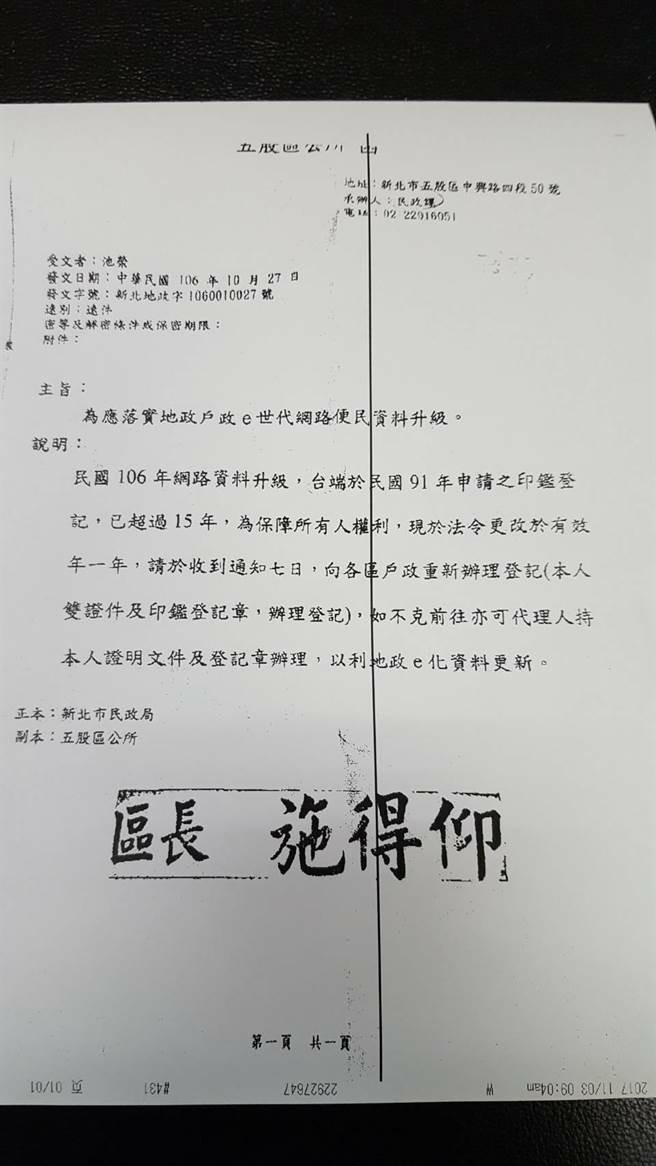 五股區公所 函
地址：新北市五股區中興路四段50號
承辦人：民政課
電話：02 22916051
受文者：池榮
發文日期：中華民國 106 年 10 月 27 日
發文字號：新北地政字1060010027號
速別：速件
密等及解密條件或保密期限：
附件：
主旨：
為應落實地政戶政e世代網路便民資料升級。
說明：
民國 106 年網路資料升級，台端於民國 91 年申請之印鑑登
記，已超過 15 年，為保障所有人權利，現於法令更改於有效
年一年，請於收到通知七日，向各區戶政重新辦理登記(本人
雙證件及印鑑登記章，辦理登記)，如不克前往亦可代理人持
本人證明文件及登記章辦理，以利地政e化資料更新。
正本：新北市民政局
副本：五股區公所
區長 施得仰
第一頁 共一頁
2017 11/03 09:04am W 22927647 #431 页 01/01